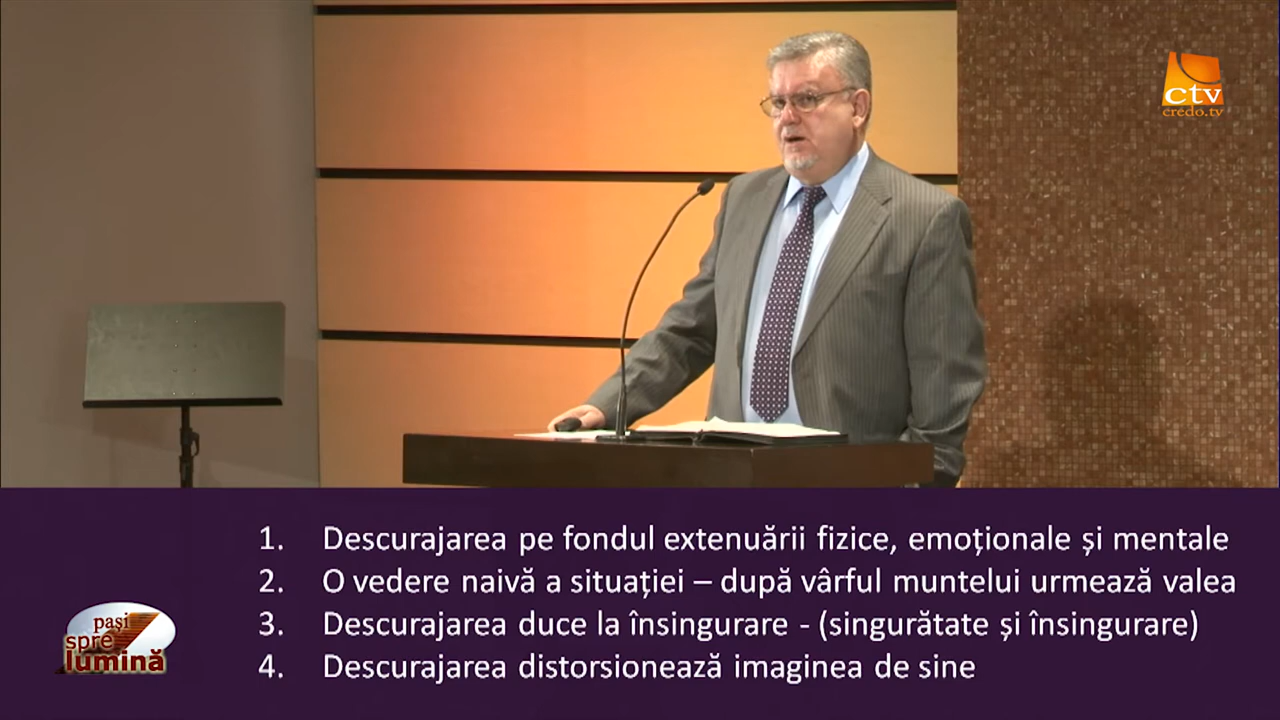 ctv
credo.tv
1. Descurajarea pe fondul extenuării fizice, emoționale și mentale
2. O vedere naivă a situației – după vârful muntelui urmează valea
3. Descurajarea duce la însingurare - (singurătate și însingurare)
4. Descurajarea distorsionează imaginea de sine
pași
spre
lumină